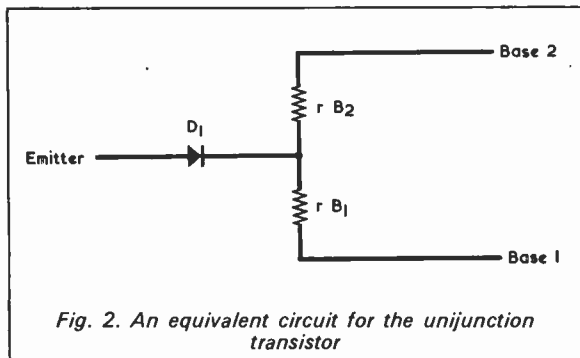 Base 2
r B2
D1
Emitter
r B1
Base 1
Fig. 2. An equivalent circuit for the unijunction
transistor